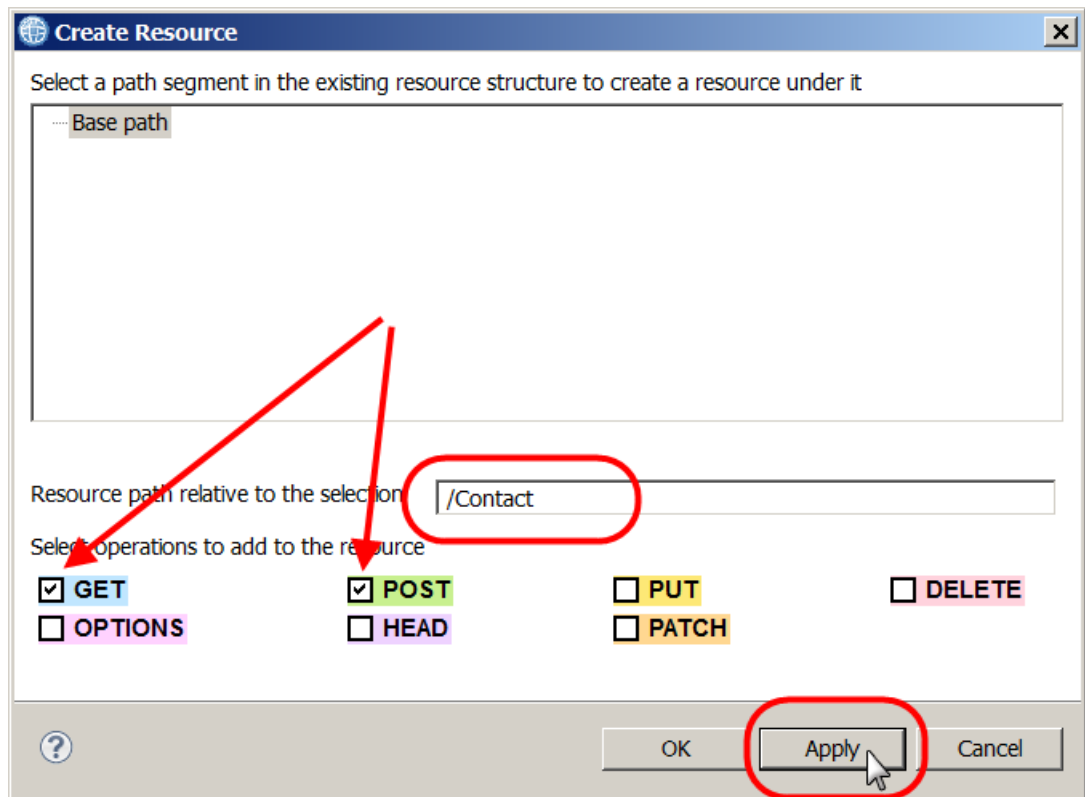 Create Resource
Select a path segment in the existing resource structure to create a resource under it
Base path
Resource path relative to the selection /Contact
Select operations to add to the resource
GET POST PUT DELETE
OPTIONS HEAD PATCH
? OK Apply Cancel